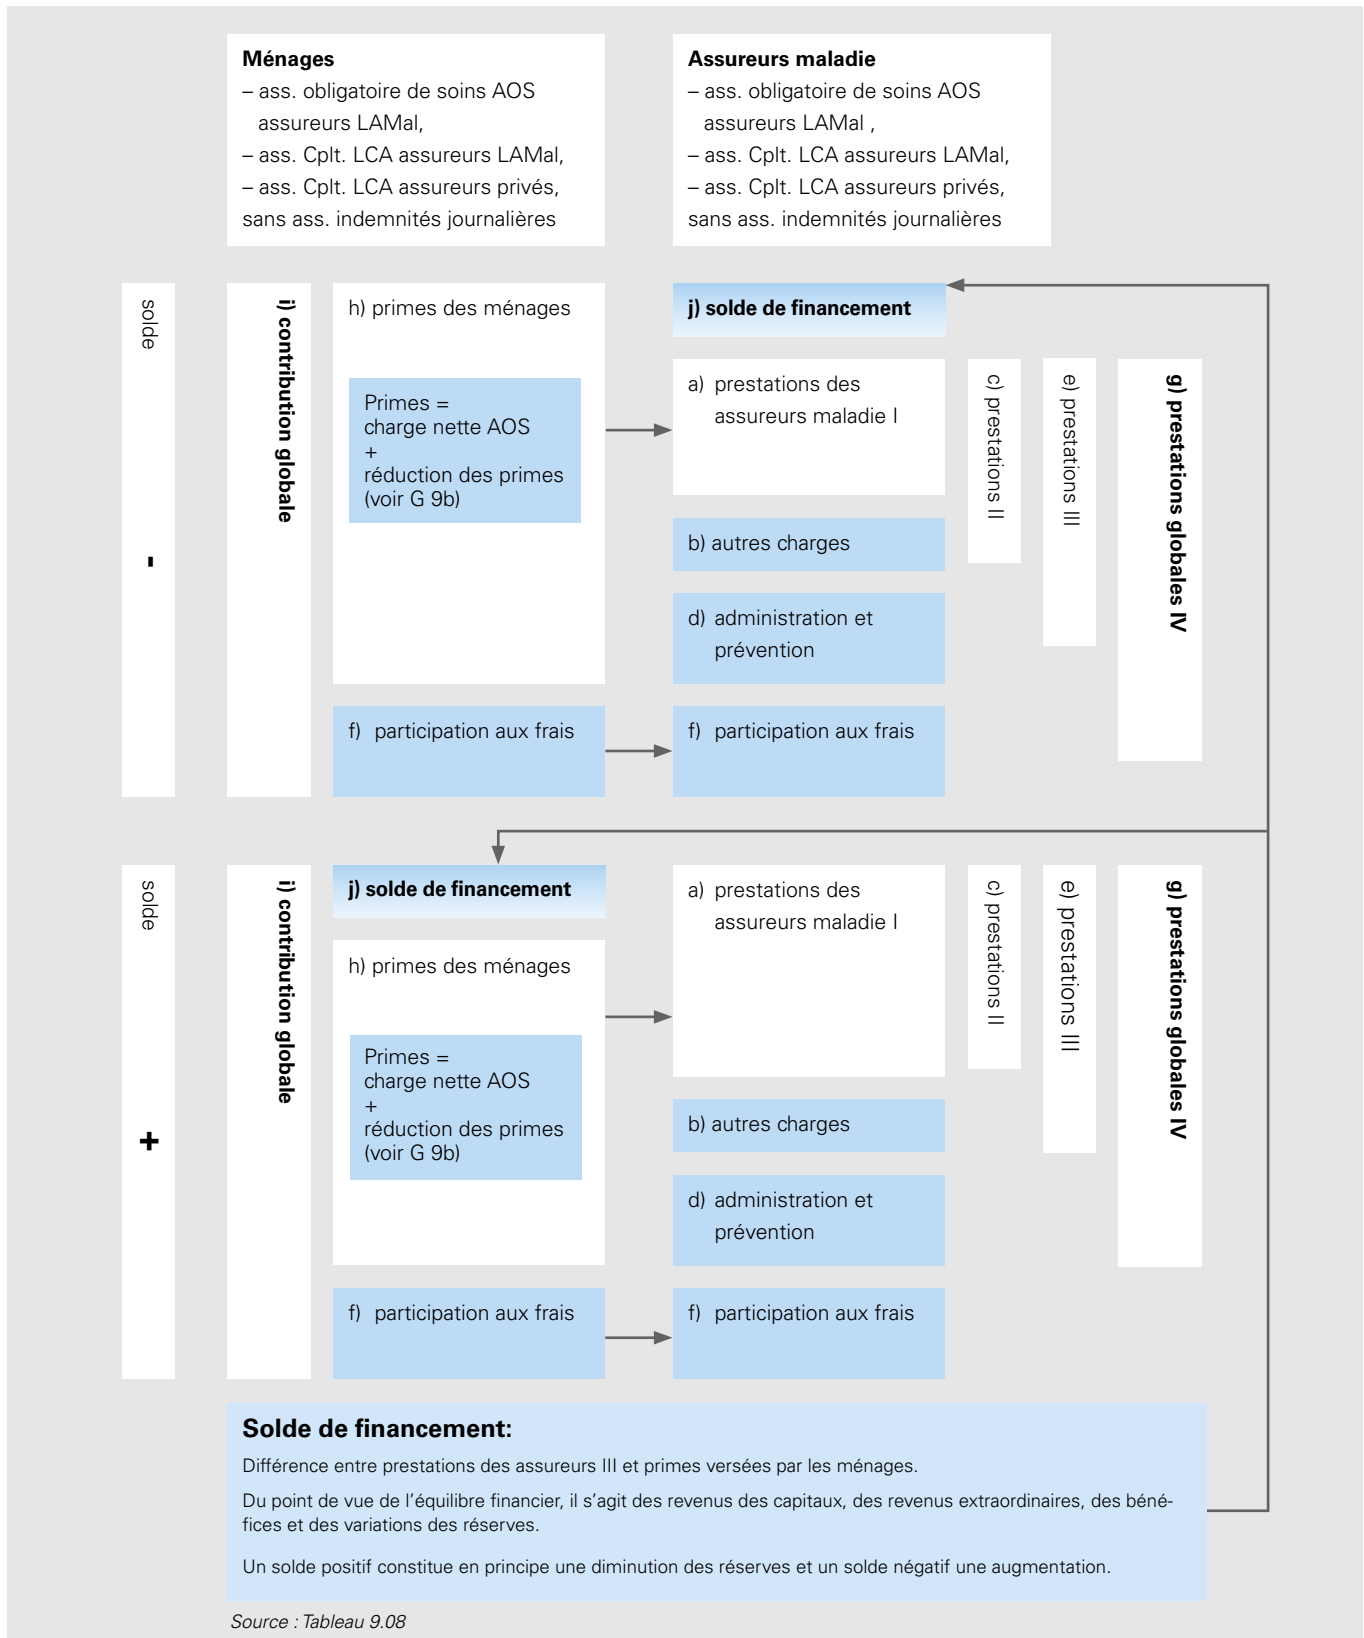 Ménages
– ass. obligatoire de soins AOS
assureurs LAMal,
– ass. Cplt. LCA assureurs LAMal,
– ass. Cplt. LCA assureurs privés,
sans ass. indemnités journalières
Assureurs maladie
– ass. obligatoire de soins AOS
assureurs LAMal ,
– ass. Cplt. LCA assureurs LAMal,
– ass. Cplt. LCA assureurs privés,
sans ass. indemnités journalières
solde
-
i) contribution globale
h) primes des ménages
Primes =
charge nette AOS
+
réduction des primes
(voir G 9b)
f) participation aux frais
j) solde de financement
a) prestations des
assureurs maladie I
b) autres charges
d) administration et
prévention
f) participation aux frais
c) prestations II
e) prestations III
g) prestations globales IV
solde
+
i) contribution globale
j) solde de financement
h) primes des ménages
Primes =
charge nette AOS
+
réduction des primes
(voir G 9b)
f) participation aux frais
a) prestations des
assureurs maladie I
b) autres charges
d) administration et
prévention
f) participation aux frais
c) prestations II
e) prestations III
g) prestations globales IV
Solde de financement:
Différence entre prestations des assureurs III et primes versées par les ménages.
Du point de vue de l'équilibre financier, il s'agit des revenus des capitaux, des revenus extraordinaires, des béné-
fices et des variations des réserves.
Un solde positif constitue en principe une diminution des réserves et un solde négatif une augmentation.
Source : Tableau 9.08